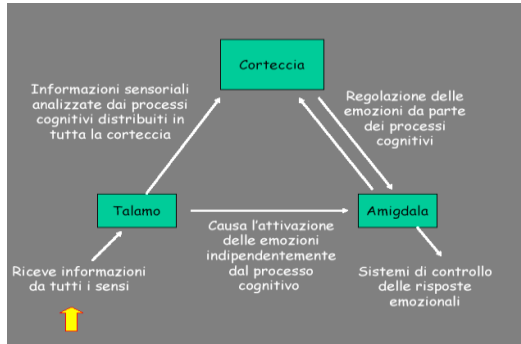 Corteccia
Informazioni sensoriali
analizzate dai processi
cognitivi distribuiti in
tutta la corteccia
Regolazione delle
emozioni da parte
dei processi
cognitivi
Talamo
Amigdala
Causa l'attivazione
delle emozioni
indipendentemente
dal processo
cognitivo
Riceve informazioni
da tutti i sensi
Sistemi di controllo
delle risposte
emozionali